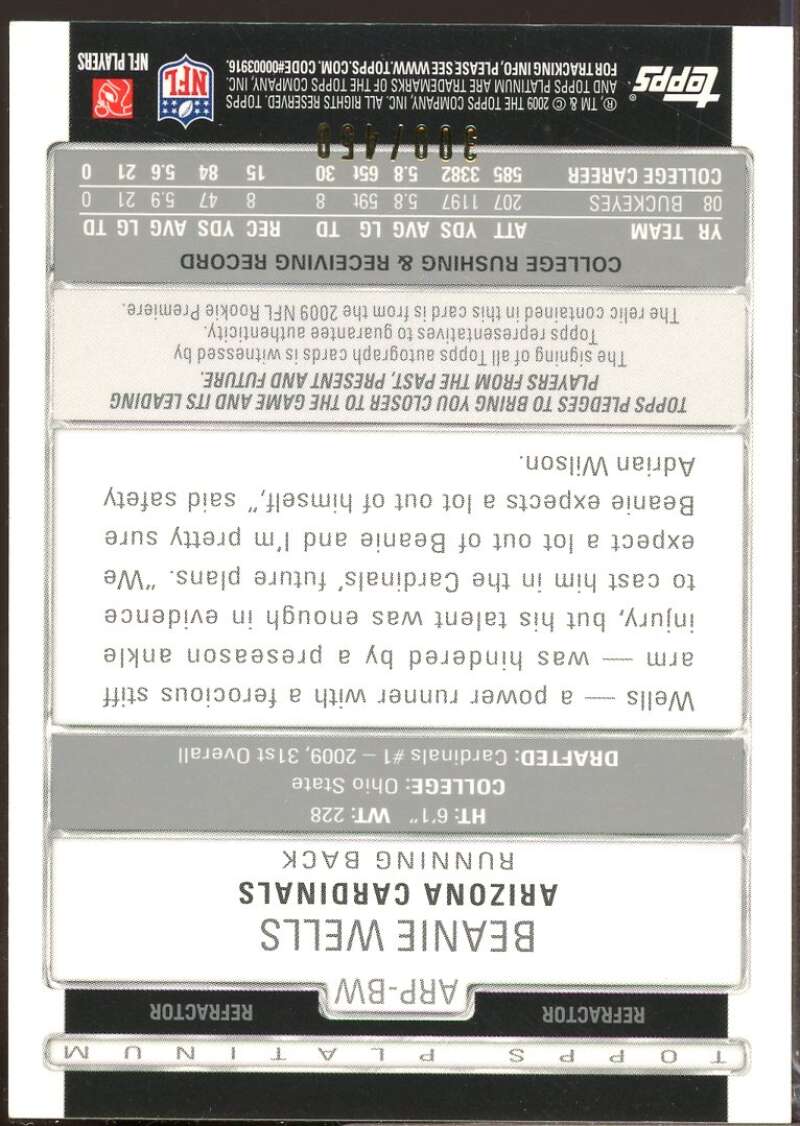 TOPPS PLATINUM
REFRACTOR REFRACTOR
ARP-BW
BEANIE WELLS
ARIZONA CARDINALS
RUNNING BACK
HT: 6'1" WT: 228
COLLEGE: Ohio State
DRAFTED: Cardinals #1 – 2009, 31st Overall
Wells — a power runner with a ferocious stiff
arm — was hindered by a preseason ankle
injury, but his talent was enough in evidence
to cast him in the Cardinals' future plans. "We
expect a lot out of Beanie and I'm pretty sure
Beanie expects a lot out of himself," said safety
Adrian Wilson.
TOPPS PLEDGES TO BRING YOU CLOSER TO THE GAME AND ITS LEADING
PLAYERS FROM THE PAST, PRESENT AND FUTURE.
The signing of all Topps autograph cards is witnessed by
Topps representatives to guarantee authenticity.
The relic contained in this card is from the 2009 NFL Rookie Premiere.
COLLEGE RUSHING & RECEIVING RECORD
YR TEAM ATT YDS AVG LG TD REC YDS AVG LG TD
08 BUCKEYES 207 1197 5.8 59t 8 8 47 5.9 21 0
COLLEGE CAREER 585 3382 5.8 65t 30 15 84 5.6 21 0
300/450
topps
® TM & © 2009 THE TOPPS COMPANY, INC. ALL RIGHTS RESERVED. TOPPS
AND TOPPS PLATINUM ARE TRADEMARKS OF THE TOPPS COMPANY, INC.
FOR TRACKING INFO, PLEASE SEE WWW.TOPPS.COM. CODE#00003916.
NFL
NFL PLAYERS